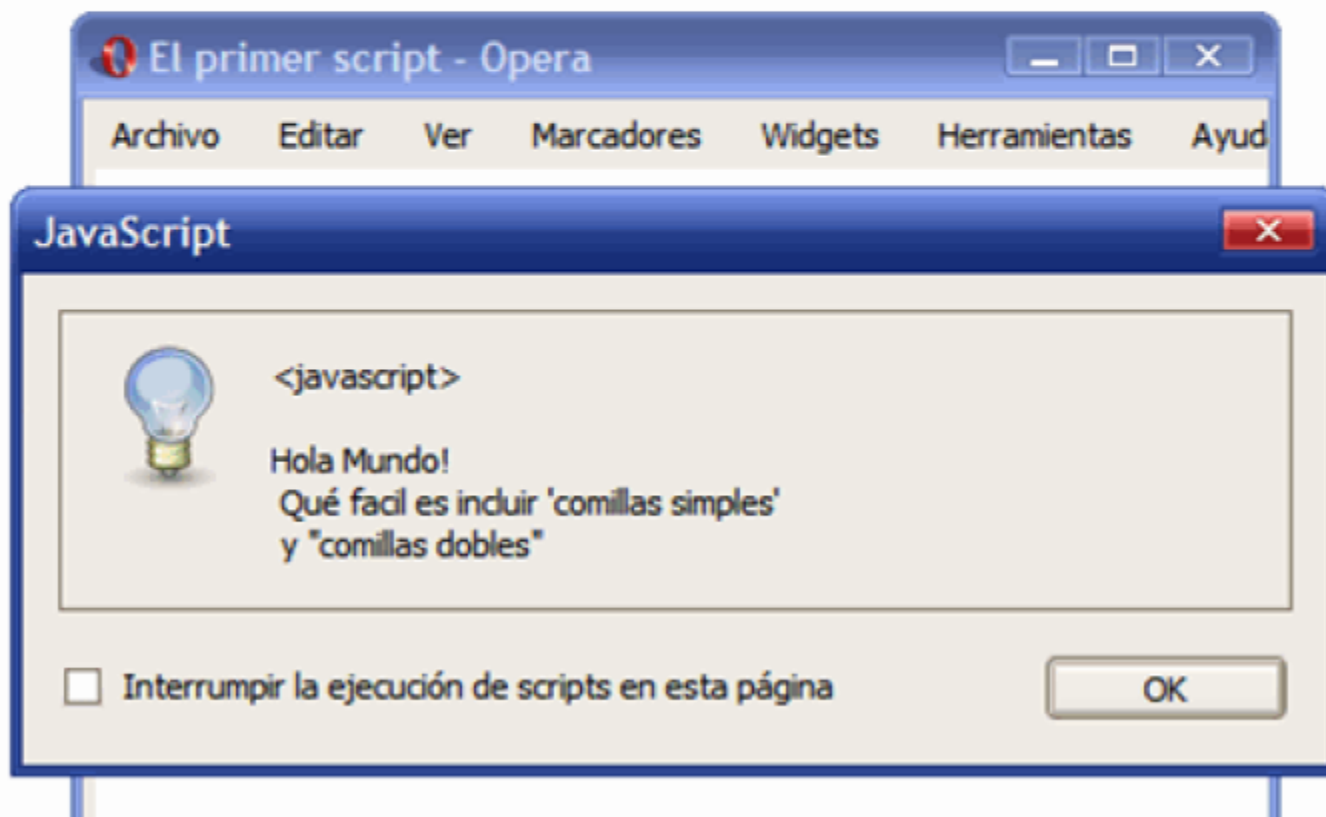 El primer script - Opera
Archivo Editar Ver Marcadores Widgets Herramientas Ayud
JavaScript
<javascript>
Hola Mundo!
Qué facil es incluir 'comillas simples'
y "comillas dobles"
Interrumpir la ejecución de scripts en esta página
OK